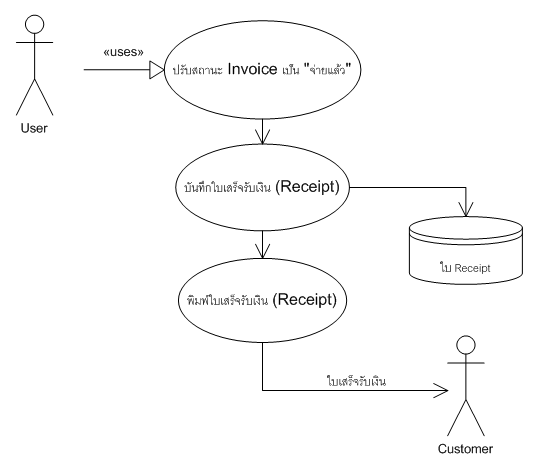 «uses»
ปรับสถานะ Invoice เป็น "จ่ายแล้ว"
User
บันทึกใบเสร็จรับเงิน (Receipt)
ใบ Receipt
พิมพ์ใบเสร็จรับเงิน (Receipt)
ใบเสร็จรับเงิน
Customer